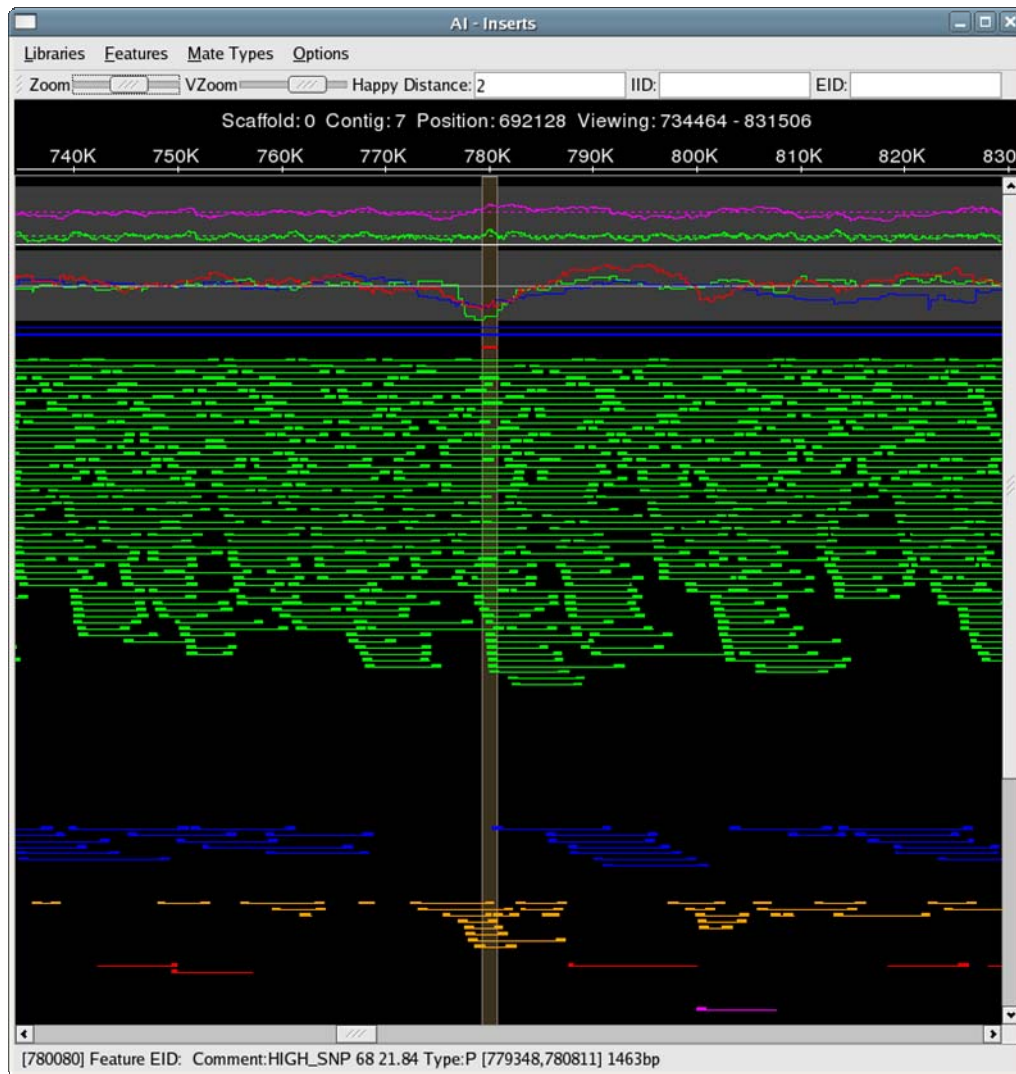 AI - Inserts
Libraries Features Mate Types Options
Zoom VZoom Happy Distance: 2 IID: EID:
Scaffold: 0 Contig: 7 Position: 692128 Viewing: 734464 - 831506
740K 750K 760K 770K 780K 790K 800K 810K 820K 830
[780080] Feature EID: Comment:HIGH_SNP 68 21.84 Type:P [779348,780811] 1463bp